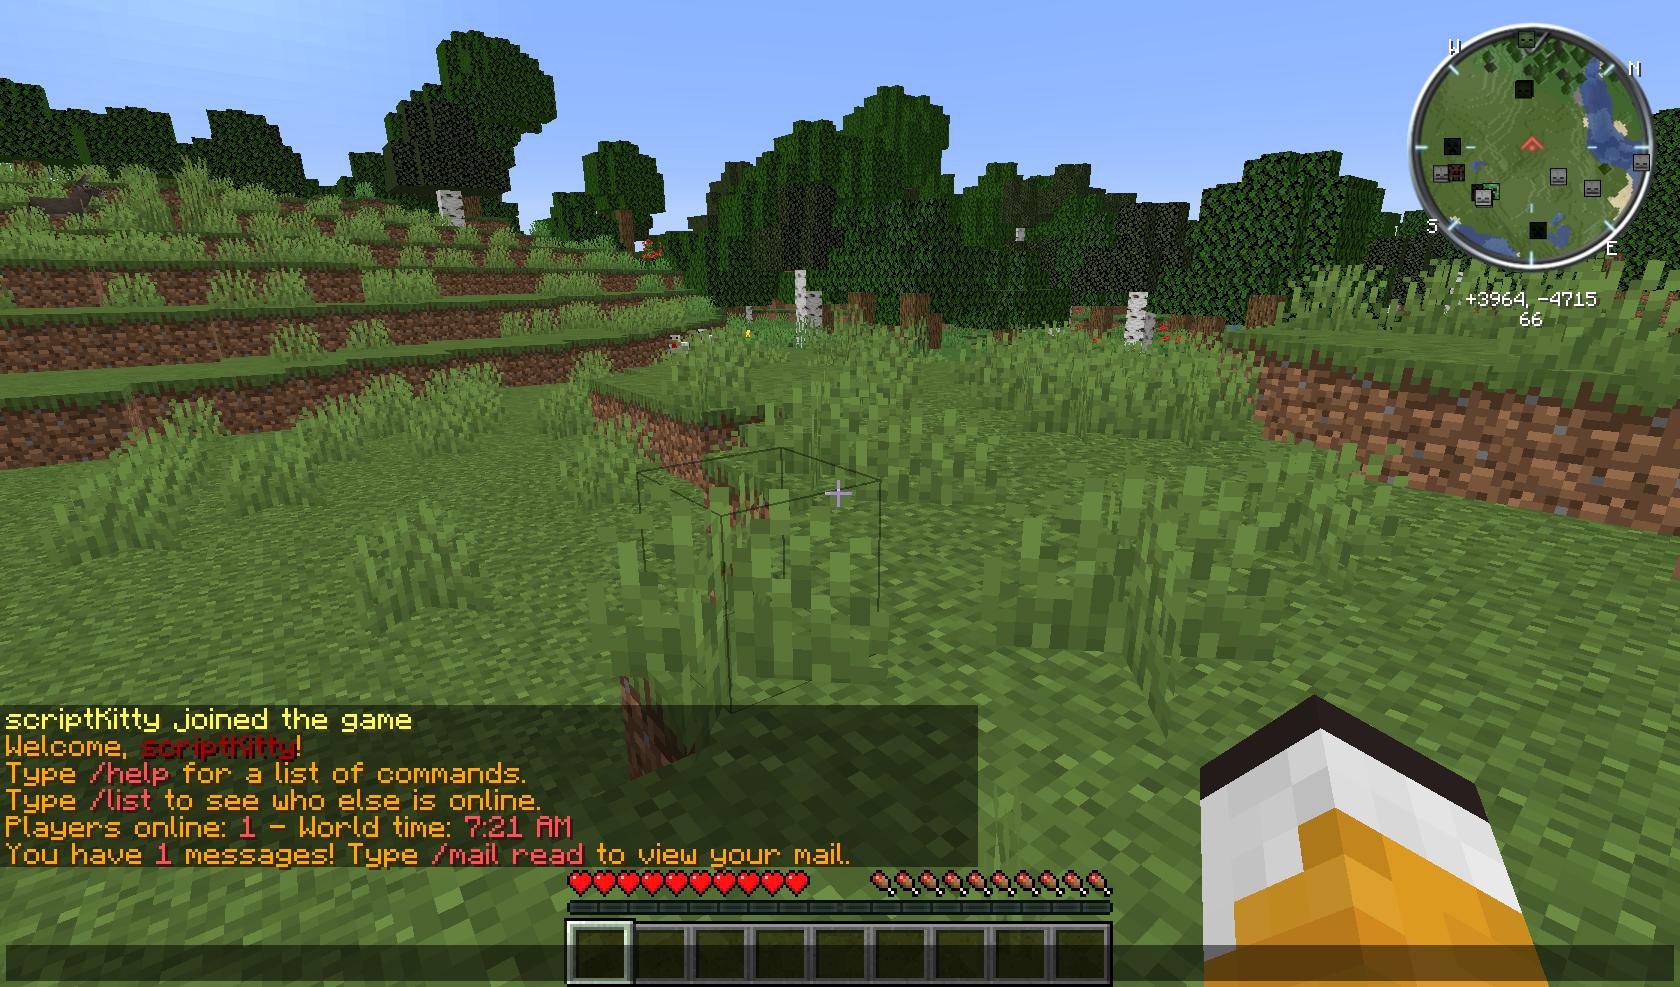 W
N
S
E
+3964, -4715
66
scriptKitty joined the game
Welcome, scriptKitty!
Type /help for a list of commands.
Type /list to see who else is online.
Players online: 1 - World time: 7:21 AM
You have 1 messages! Type /mail read to view your mail.